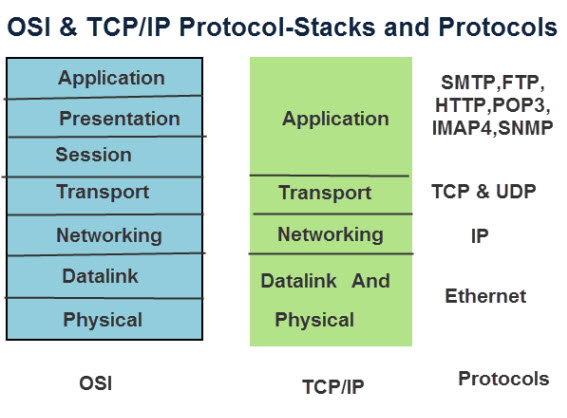 OSI & TCP/IP Protocol-Stacks and Protocols
Application
Presentation
Session
Transport
Networking
Datalink
Physical
OSI
Application
Transport
Networking
Datalink And
Physical
TCP/IP
SMTP,FTP,
HTTP,POP3,
IMAP4,SNMP
TCP & UDP
IP
Ethernet
Protocols